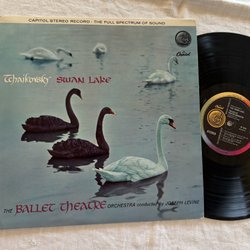 CAPITOL STEREO RECORD · THE FULL SPECTRUM OF SOUND
Capitol
Tchaikovsky SWAN LAKE
THE BALLET THEATRE ORCHESTRA conducted by JOSEPH LEVINE